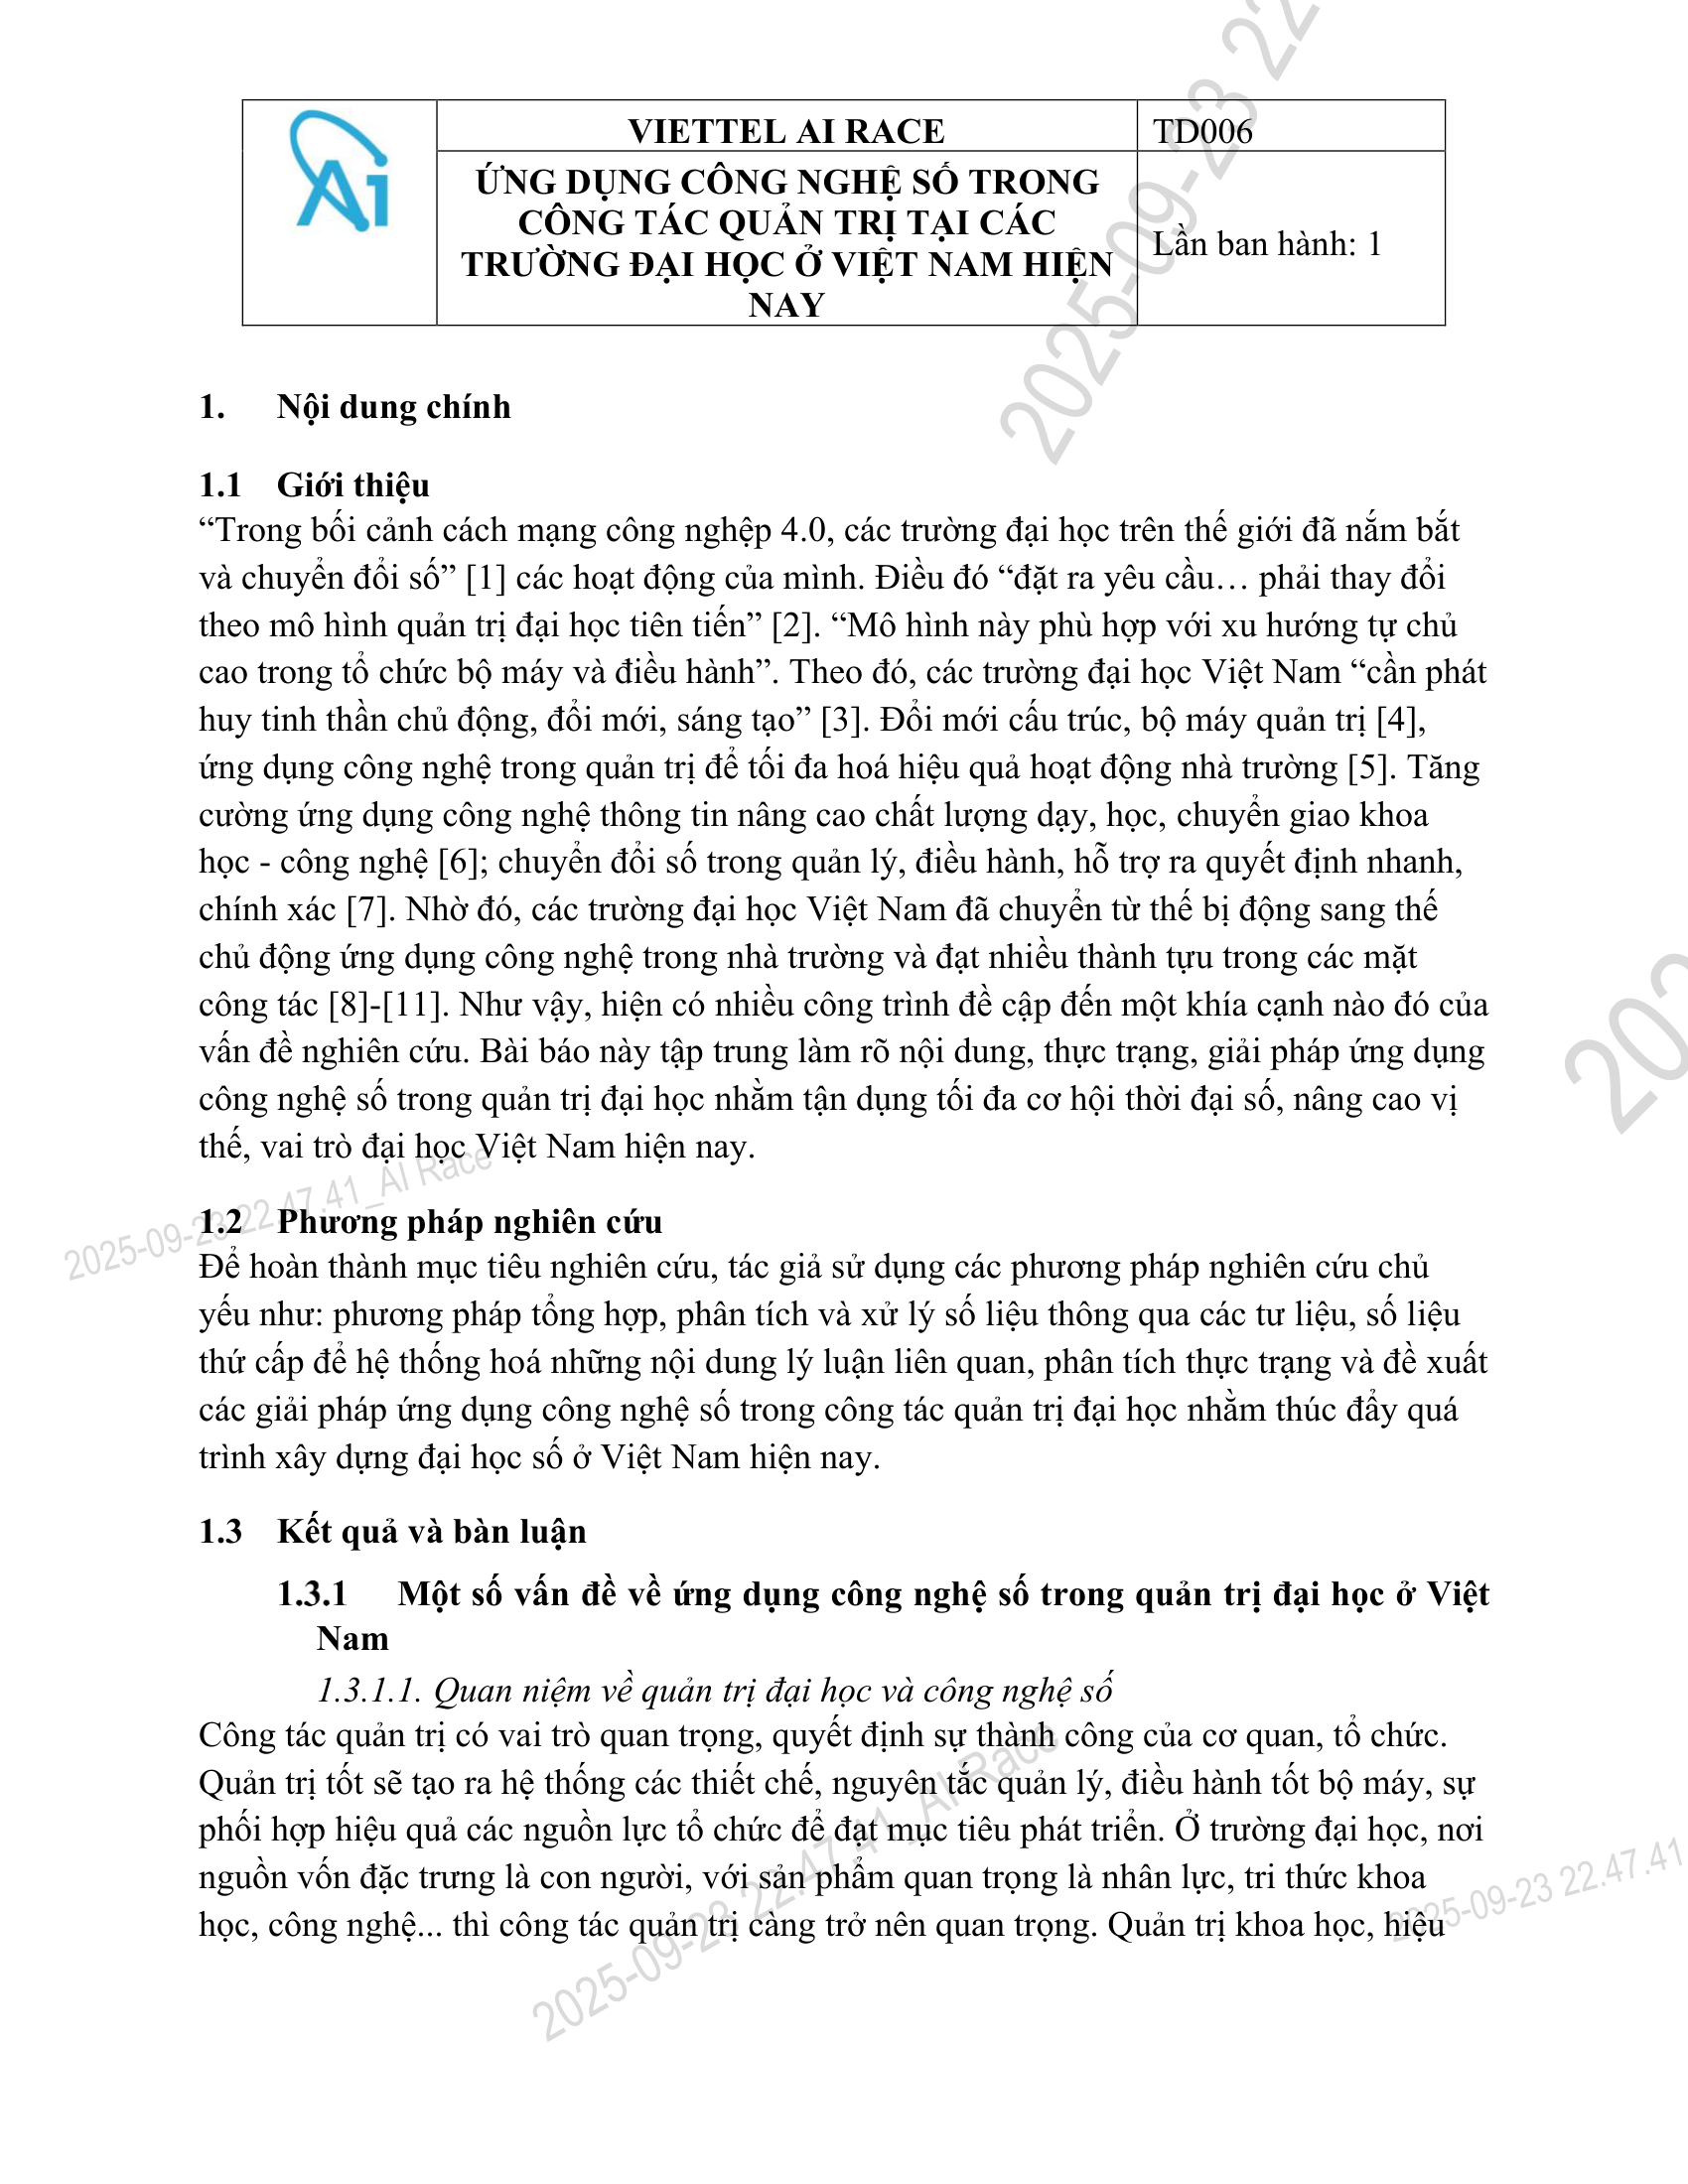 VIETTEL AI RACE
TD006
Ai
ỨNG DỤNG CÔNG NGHỆ SỐ TRONG
CÔNG TÁC QUẢN TRỊ TẠI CÁC
TRƯỜNG ĐẠI HỌC Ở VIỆT NAM HIỆN
NAY
Lần ban hành: 1
1. Nội dung chính
1.1 Giới thiệu
“Trong bối cảnh cách mạng công nghệp 4.0, các trường đại học trên thế giới đã nắm bắt
và chuyển đổi số” [1] các hoạt động của mình. Điều đó “đặt ra yêu cầu… phải thay đổi
theo mô hình quản trị đại học tiên tiến” [2]. “Mô hình này phù hợp với xu hướng tự chủ
cao trong tổ chức bộ máy và điều hành”. Theo đó, các trường đại học Việt Nam “cần phát
huy tinh thần chủ động, đổi mới, sáng tạo” [3]. Đổi mới cấu trúc, bộ máy quản trị [4],
ứng dụng công nghệ trong quản trị để tối đa hoá hiệu quả hoạt động nhà trường [5]. Tăng
cường ứng dụng công nghệ thông tin nâng cao chất lượng dạy, học, chuyển giao khoa
học - công nghệ [6]; chuyển đổi số trong quản lý, điều hành, hỗ trợ ra quyết định nhanh,
chính xác [7]. Nhờ đó, các trường đại học Việt Nam đã chuyển từ thế bị động sang thế
chủ động ứng dụng công nghệ trong nhà trường và đạt nhiều thành tựu trong các mặt
công tác [8]-[11]. Như vậy, hiện có nhiều công trình đề cập đến một khía cạnh nào đó của
vấn đề nghiên cứu. Bài báo này tập trung làm rõ nội dung, thực trạng, giải pháp ứng dụng
công nghệ số trong quản trị đại học nhằm tận dụng tối đa cơ hội thời đại số, nâng cao vị
thế, vai trò đại học Việt Nam hiện nay.
1.2 Phương pháp nghiên cứu
Để hoàn thành mục tiêu nghiên cứu, tác giả sử dụng các phương pháp nghiên cứu chủ
yếu như: phương pháp tổng hợp, phân tích và xử lý số liệu thông qua các tư liệu, số liệu
thứ cấp để hệ thống hoá những nội dung lý luận liên quan, phân tích thực trạng và đề xuất
các giải pháp ứng dụng công nghệ số trong công tác quản trị đại học nhằm thúc đẩy quá
trình xây dựng đại học số ở Việt Nam hiện nay.
1.3 Kết quả và bàn luận
1.3.1 Một số vấn đề về ứng dụng công nghệ số trong quản trị đại học ở Việt
Nam
1.3.1.1. Quan niệm về quản trị đại học và công nghệ số
Công tác quản trị có vai trò quan trọng, quyết định sự thành công của cơ quan, tổ chức.
Quản trị tốt sẽ tạo ra hệ thống các thiết chế, nguyên tắc quản lý, điều hành tốt bộ máy, sự
phối hợp hiệu quả các nguồn lực tổ chức để đạt mục tiêu phát triển. Ở trường đại học, nơi
nguồn vốn đặc trưng là con người, với sản phẩm quan trọng là nhân lực, tri thức khoa
học, công nghệ... thì công tác quản trị càng trở nên quan trọng. Quản trị khoa học, hiệu
2025-09-23 22
202
2025-09-23 22.47.41_AI Race
2025-09-23 22.47.41_AI Race
2025-09-23 22.47.41